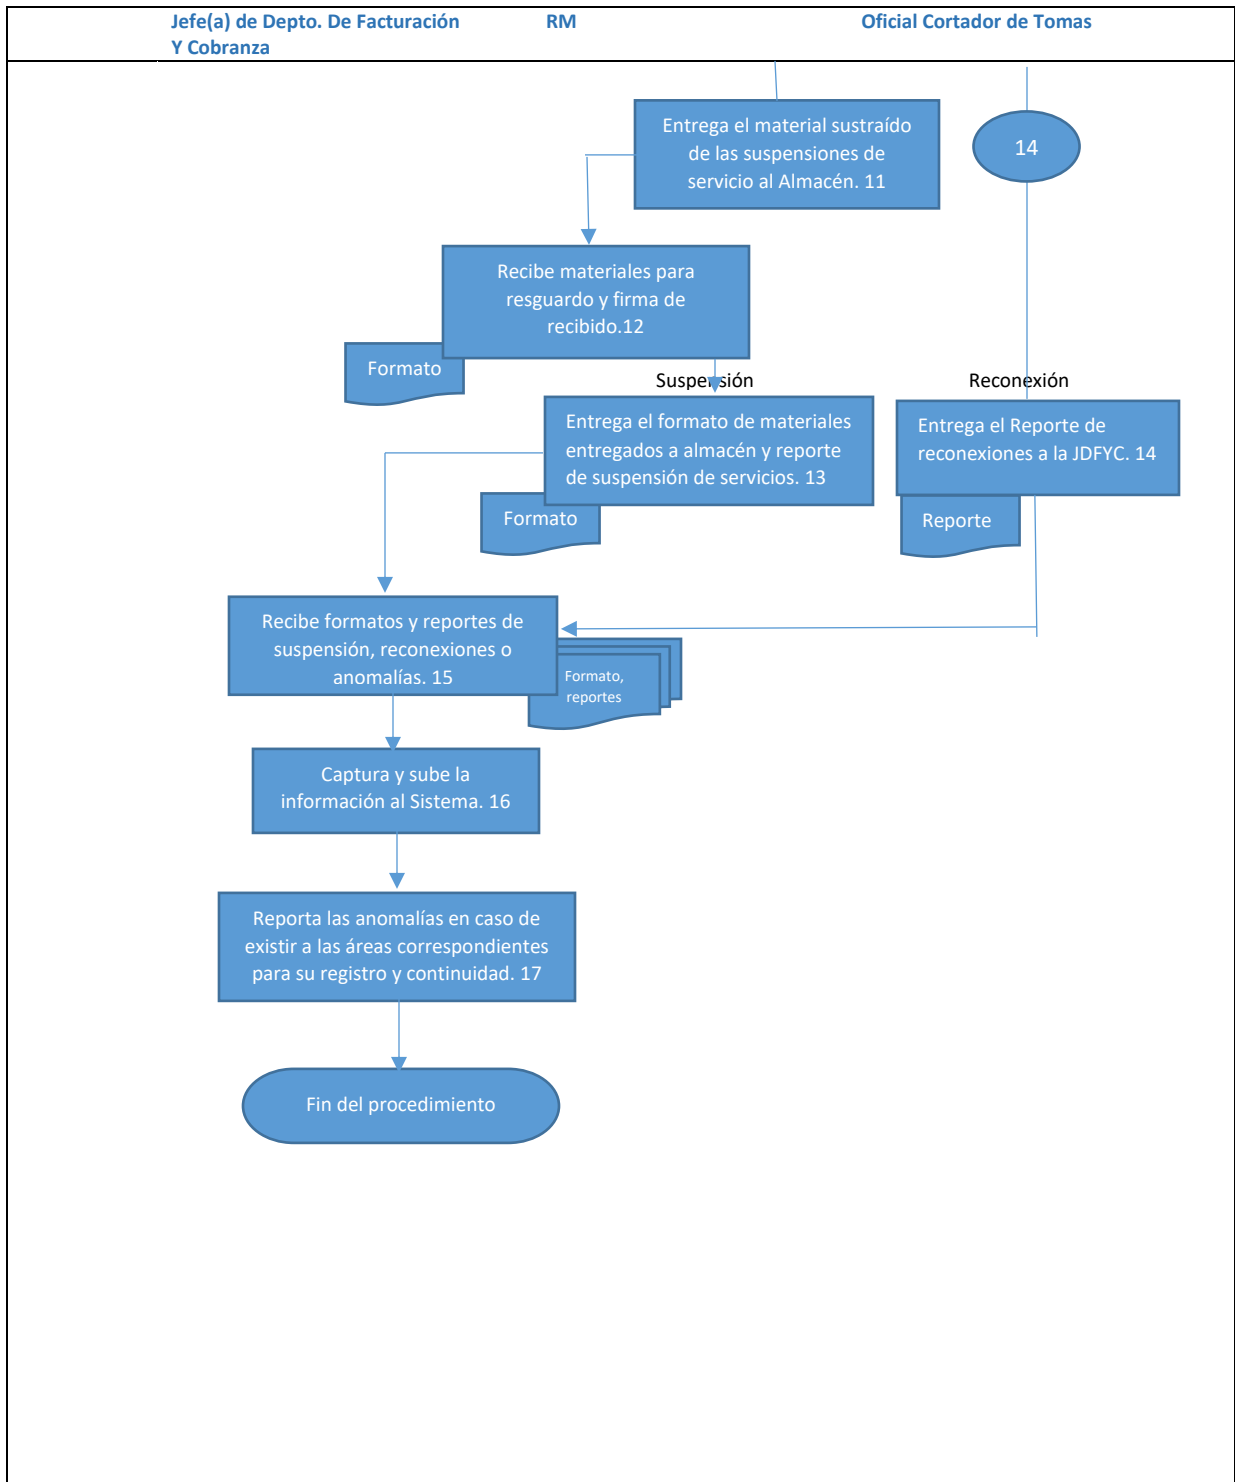 Jefe(a) de Depto. De Facturación
Y Cobranza
RM
Oficial Cortador de Tomas
Entrega el material sustraído
de las suspensiones de
servicio al Almacén. 11
14
Recibe materiales para
resguardo y firma de
recibido.12
Formato
Suspensión
Reconexión
Entrega el formato de materiales
entregados a almacén y reporte
de suspensión de servicios. 13
Entrega el Reporte de
reconexiones a la JDFYC. 14
Formato
Reporte
Recibe formatos y reportes de
suspensión, reconexiones o
anomalías. 15
Formato,
reportes
Captura y sube la
información al Sistema. 16
Reporta las anomalías en caso de
existir a las áreas correspondientes
para su registro y continuidad. 17
Fin del procedimiento